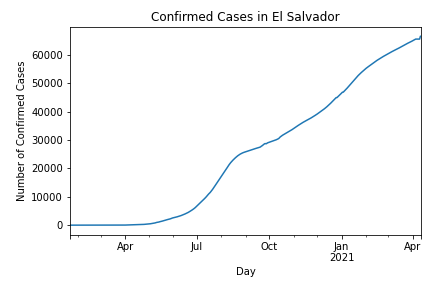 Confirmed Cases in El Salvador
Number of Confirmed Cases
60000
50000
40000
30000
20000
10000
0
Apr Jul Oct Jan Apr
2021
Day